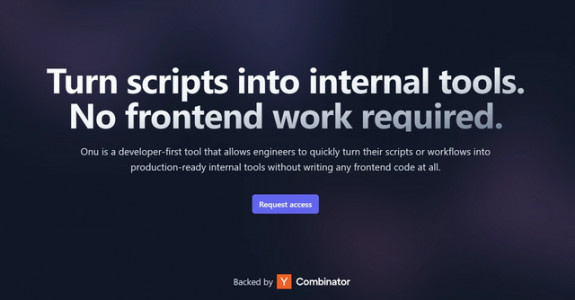 Turn scripts into internal tools.
No frontend work required.
Onu is a developer-first tool that allows engineers to quickly turn their scripts or workflows into
production-ready internal tools without writing any frontend code at all.
Request access
Backed by Y Combinator